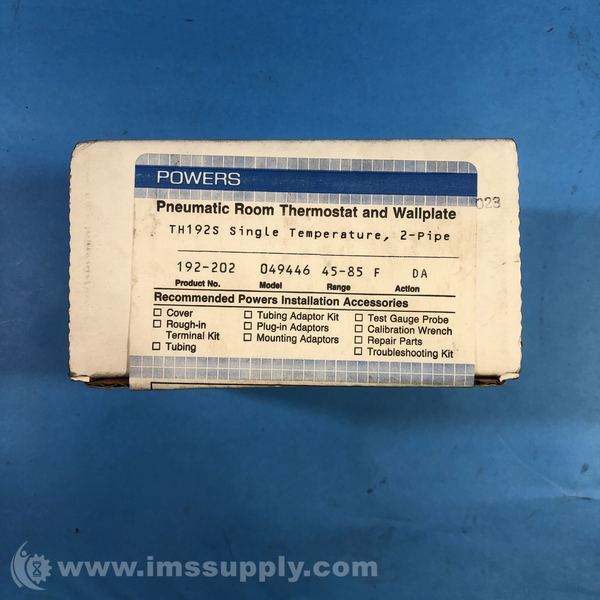 POWERS
Pneumatic Room Thermostat and Wallplate
023
TH192S Single Temperature, 2-Pipe
192-202 049446 45-85 F DA
Product No. Model Range Action
Recommended Powers Installation Accessories
Cover
Rough-in
Terminal Kit
Tubing
Tubing Adaptor Kit
Plug-in Adaptors
Mounting Adaptors
Test Gauge Probe
Calibration Wrench
Repair Parts
Troubleshooting Kit
www.imssupply.com